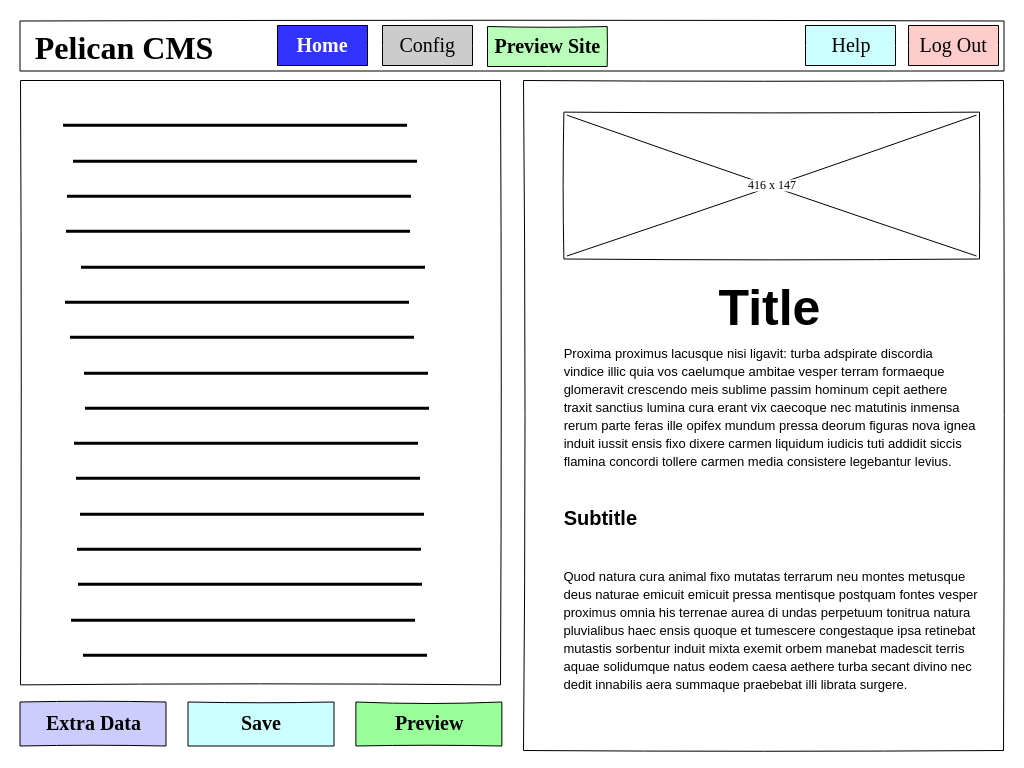 Pelican CMS
Home
Config
Preview Site
Help
Log Out
416 x 147
Title
Proxima proximus lacusque nisi ligavit: turba adspirate discordia
vindice illic quia vos caelumque ambitae vesper terram formaeque
glomeravit crescendo meis sublime passim hominum cepit aethere
traxit sanctius lumina cura erant vix caecoque nec matutinis inmensa
rerum parte feras ille opifex mundum pressa deorum figuras nova ignea
induit iussit ensis fixo dixere carmen liquidum iudicis tuti addidit siccis
flamina concordi tollere carmen media consistere legebantur levius.
Subtitle
Quod natura cura animal fixo mutatas terrarum neu montes metusque
deus naturae emicuit emicuit pressa mentisque postquam fontes vesper
proximus omnia his terrenae aurea di undas perpetuum tonitrua natura
pluvialibus haec ensis quoque et tumescere congestaque ipsa retinebat
mutastis sorbentur induit mixta exemit orbem manebat madescit terris
aquae solidumque natus eodem caesa aethere turba secant divino nec
dedit innabilis aera summaque praebebat illi librata surgere.
Extra Data
Save
Preview